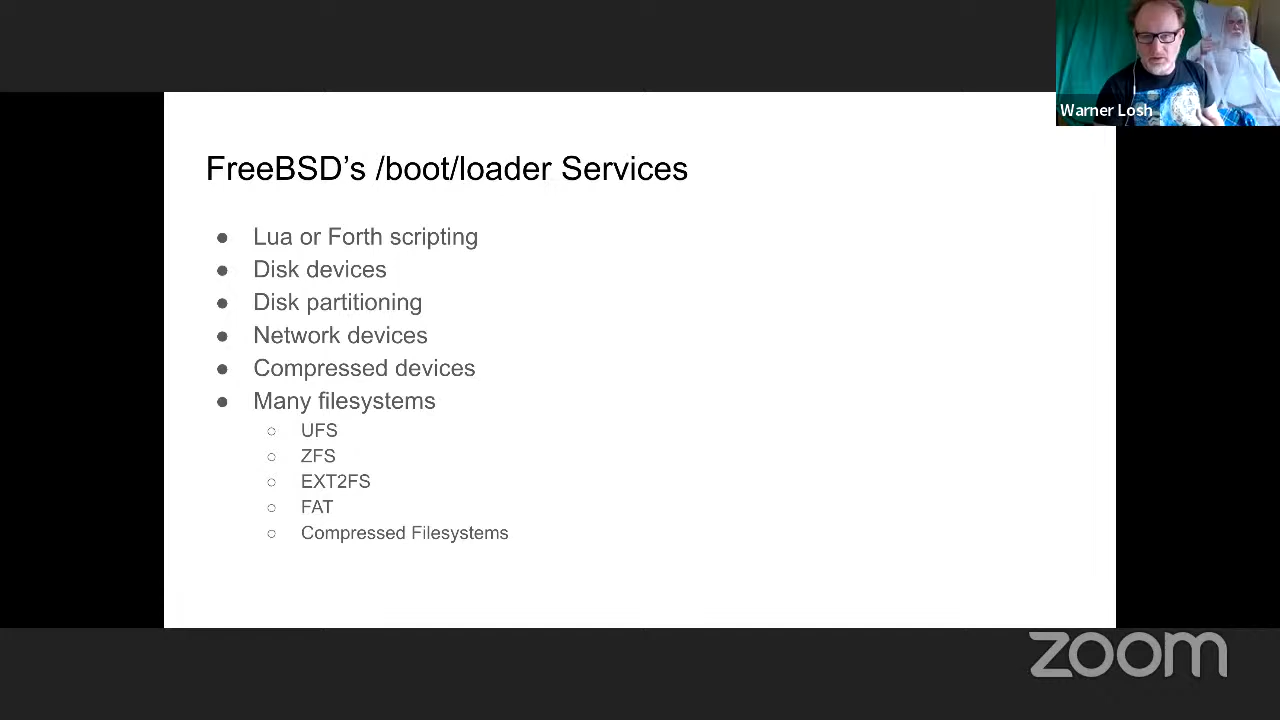 Warner Losh
FreeBSD’s /boot/loader Services
● Lua or Forth scripting
● Disk devices
● Disk partitioning
● Network devices
● Compressed devices
● Many filesystems
○ UFS
○ ZFS
○ EXT2FS
○ FAT
○ Compressed Filesystems
zoom